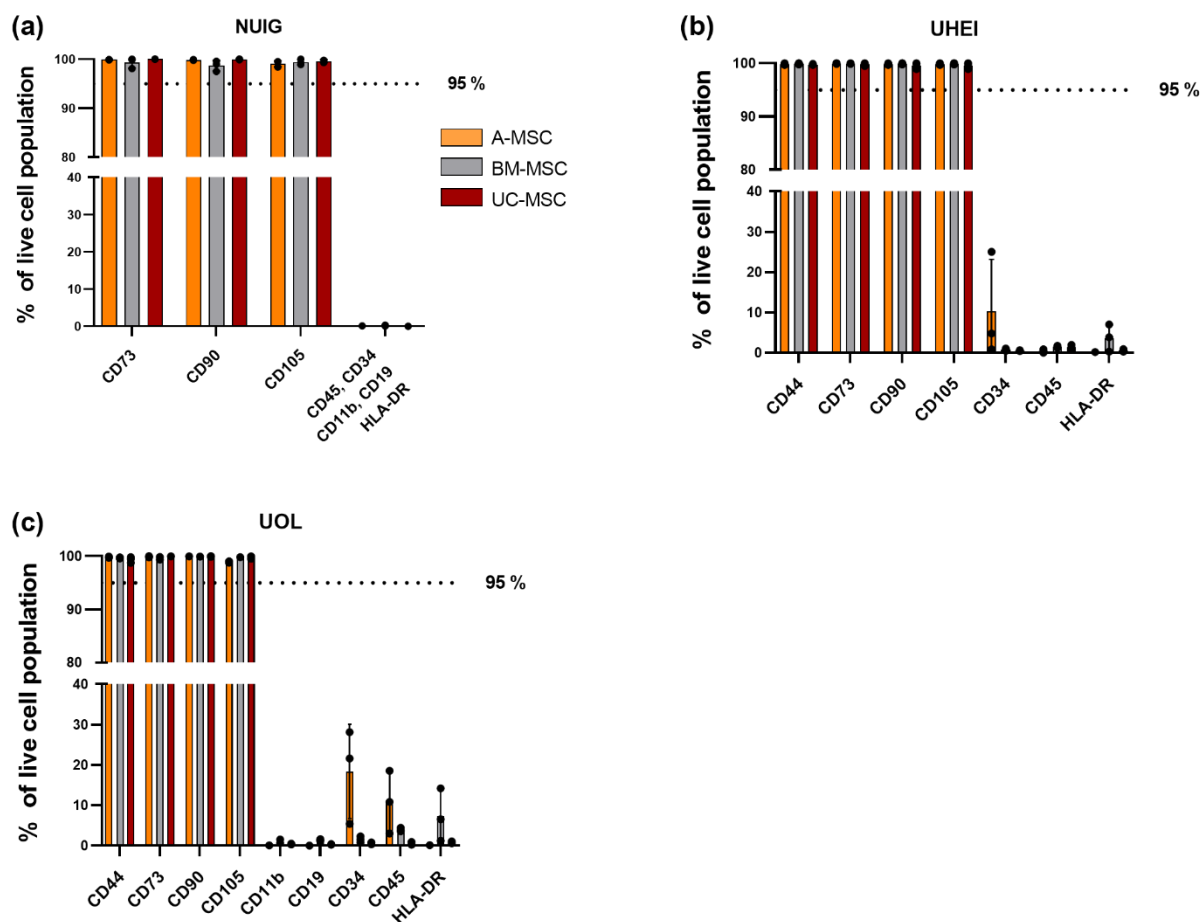 (a)
NUIG
% of live cell population
100
90
80
40
30
20
10
0
95 %
A-MSC
BM-MSC
UC-MSC
CD73
CD90
CD105
CD45, CD34
CD11b, CD19
HLA-DR
(b)
UHEI
% of live cell population
100
90
80
40
30
20
10
0
95 %
CD44
CD73
CD90
CD105
CD34
CD45
HLA-DR
(c)
UOL
% of live cell population
100
90
80
40
30
20
10
0
95 %
CD44
CD73
CD90
CD105
CD11b
CD19
CD34
CD45
HLA-DR